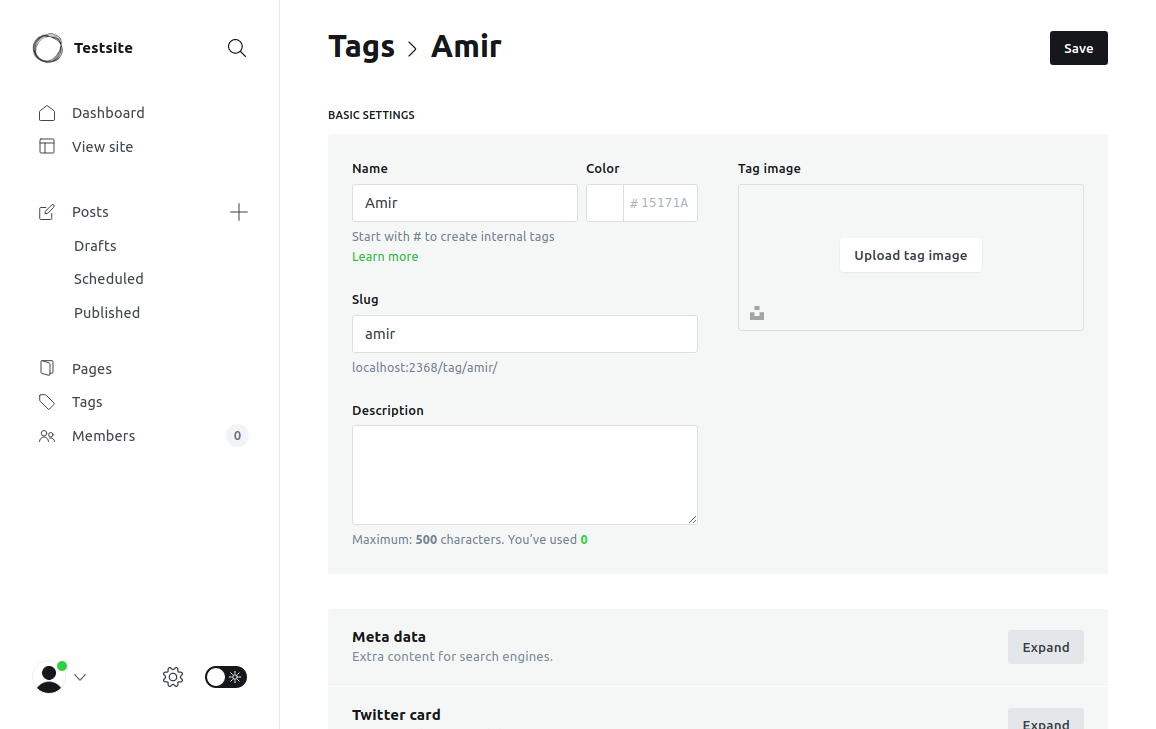 Testsite
Dashboard
View site
Posts
Drafts
Scheduled
Published
Pages
Tags
Members 0
Tags > Amir
Save
BASIC SETTINGS
Name
Amir
Start with # to create internal tags
Learn more
Color
# 15171A
Slug
amir
localhost:2368/tag/amir/
Description
Maximum: 500 characters. You’ve used 0
Tag image
Upload tag image
Meta data
Extra content for search engines.
Expand
Twitter card
Expand